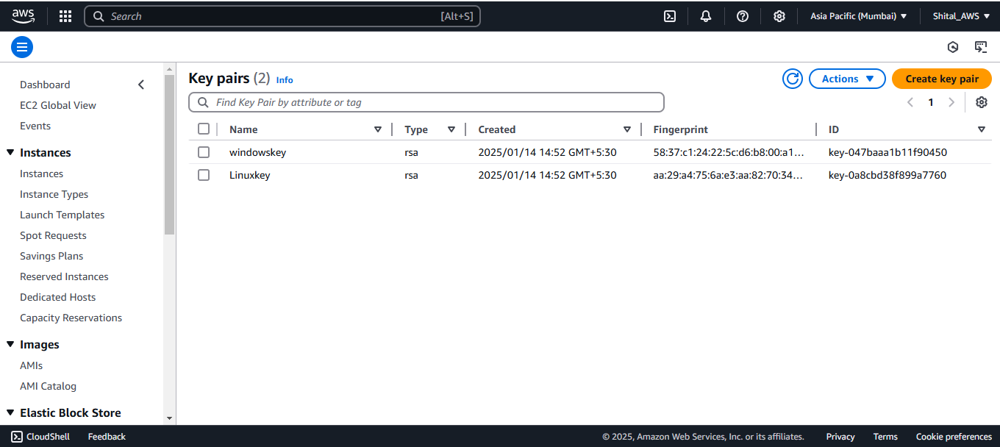 aws
Search [Alt+S]
Asia Pacific (Mumbai)
Shital_AWS
Dashboard
EC2 Global View
Events
Instances
Instances
Instance Types
Launch Templates
Spot Requests
Savings Plans
Reserved Instances
Dedicated Hosts
Capacity Reservations
Images
AMIs
AMI Catalog
Elastic Block Store
Key pairs (2) Info
Actions
Create key pair
Find Key Pair by attribute or tag
1
Name Type Created Fingerprint ID
windowskey rsa 2025/01/14 14:52 GMT+5:30 58:37:c1:24:22:5c:d6:b8:00:a1... key-047baaa1b11f90450
Linuxkey rsa 2025/01/14 14:52 GMT+5:30 aa:29:a4:75:6a:e3:aa:82:70:34... key-0a8cbd38f899a7760
CloudShell Feedback © 2025, Amazon Web Services, Inc. or its affiliates. Privacy Terms Cookie preferences